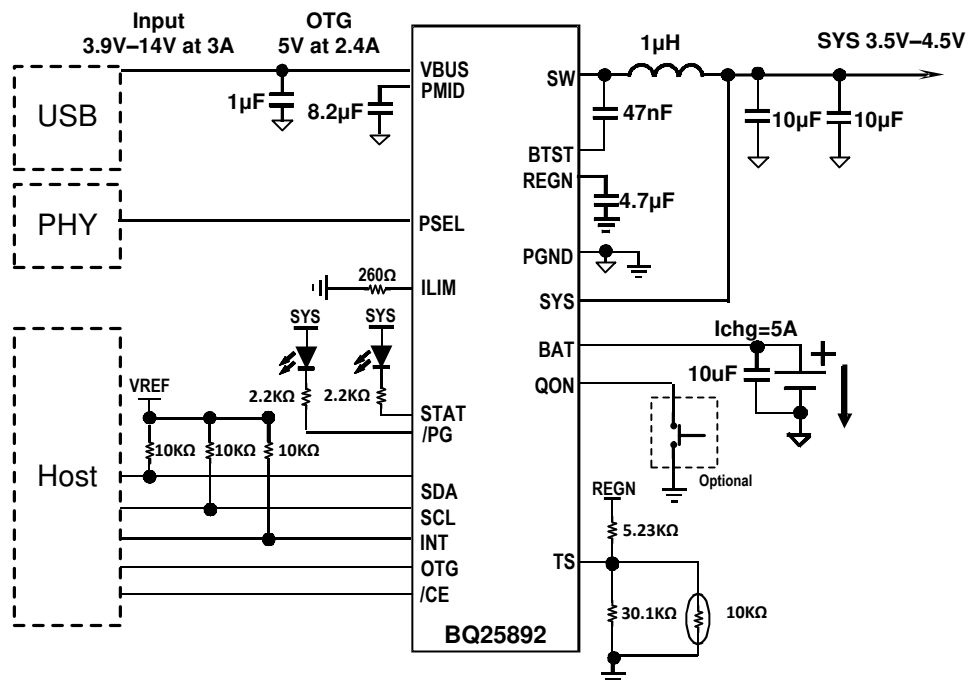 Input
3.9V–14V at 3A
OTG
5V at 2.4A
1µH
SYS 3.5V–4.5V
USB
1µF
8.2µF
VBUS
PMID
SW
47nF
10µF
10µF
BTST
REGN
4.7µF
PHY
PSEL
PGND
260Ω
ILIM
SYS
SYS
SYS
Ichg=5A
BAT
10uF
QON
VREF
2.2KΩ
2.2KΩ
STAT
/PG
10KΩ
10KΩ
10KΩ
Host
Optional
SDA
REGN
SCL
5.23KΩ
INT
TS
OTG
/CE
30.1KΩ
10KΩ
BQ25892